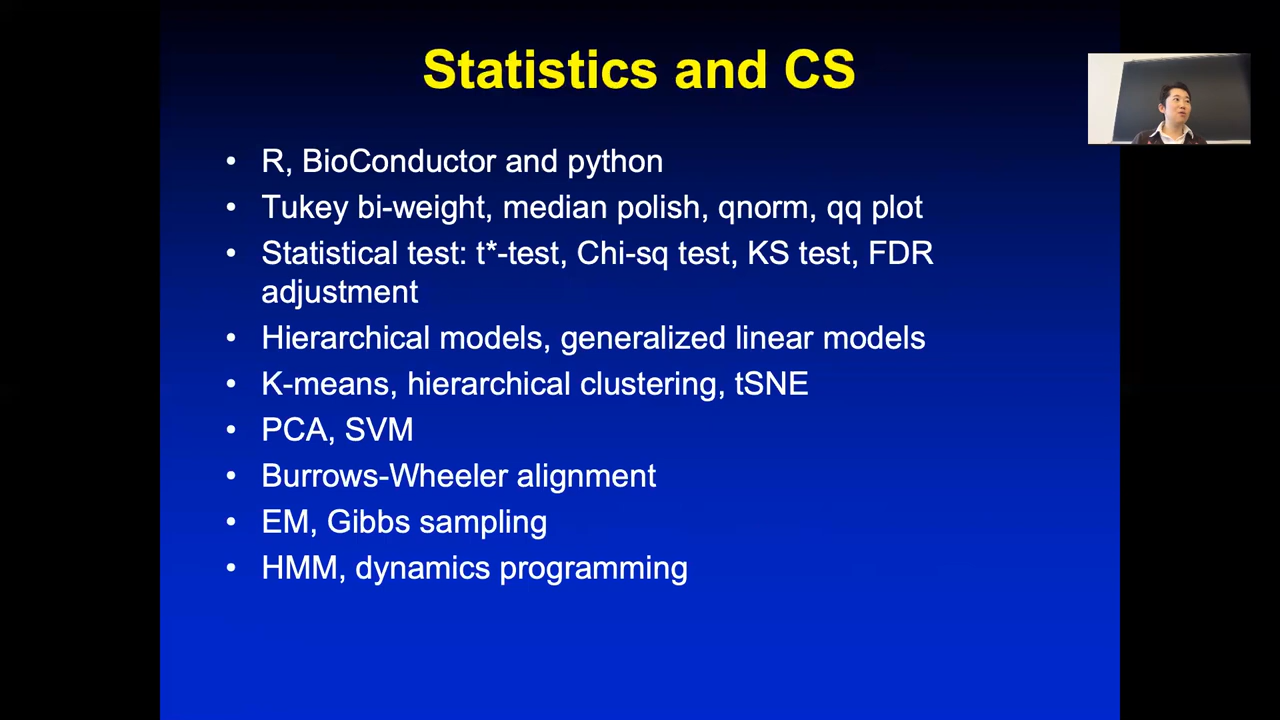 Statistics and CS
• R, BioConductor and python
• Tukey bi-weight, median polish, qnorm, qq plot
• Statistical test: t*-test, Chi-sq test, KS test, FDR
adjustment
• Hierarchical models, generalized linear models
• K-means, hierarchical clustering, tSNE
• PCA, SVM
• Burrows-Wheeler alignment
• EM, Gibbs sampling
• HMM, dynamics programming